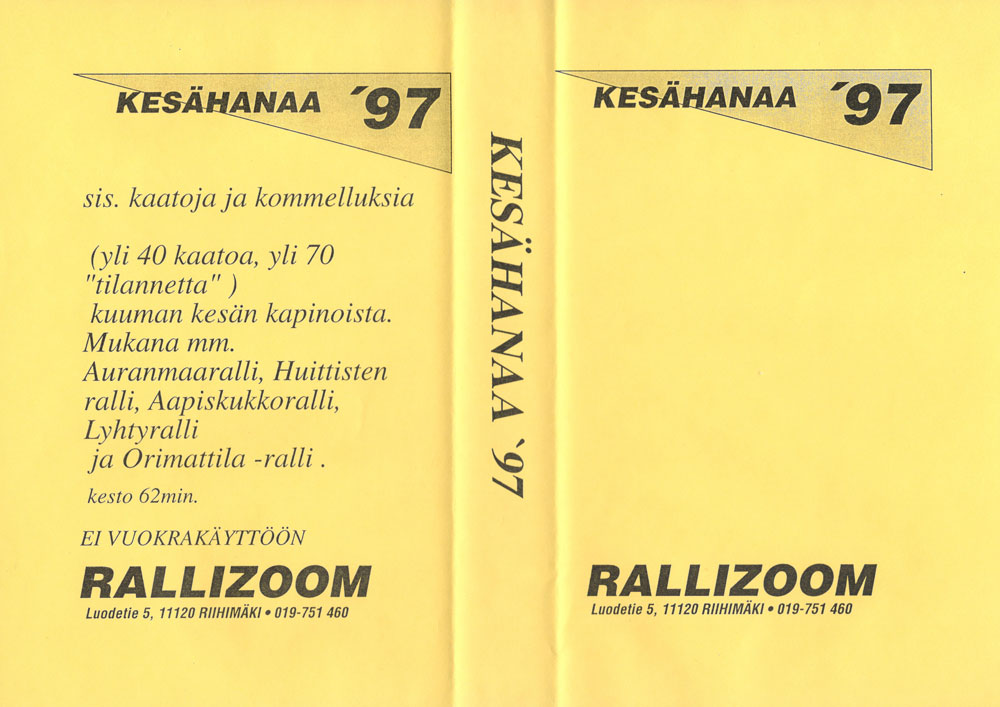 KESÄHANAA ´97
sis. kaatoja ja kommelluksia
(yli 40 kaatoa, yli 70
"tilannetta" )
kuuman kesän kapinoista.
Mukana mm.
Auranmaaralli, Huittisten
ralli, Aapiskukkoralli,
Lyhtyralli
ja Orimattila -ralli .
kesto 62min.
EI VUOKRAKÄYTTÖÖN
RALLIZOOM
Luodetie 5, 11120 RIIHIMÄKI • 019-751 460
KESÄHANAA `97
KESÄHANAA ´97
RALLIZOOM
Luodetie 5, 11120 RIIHIMÄKI • 019-751 460